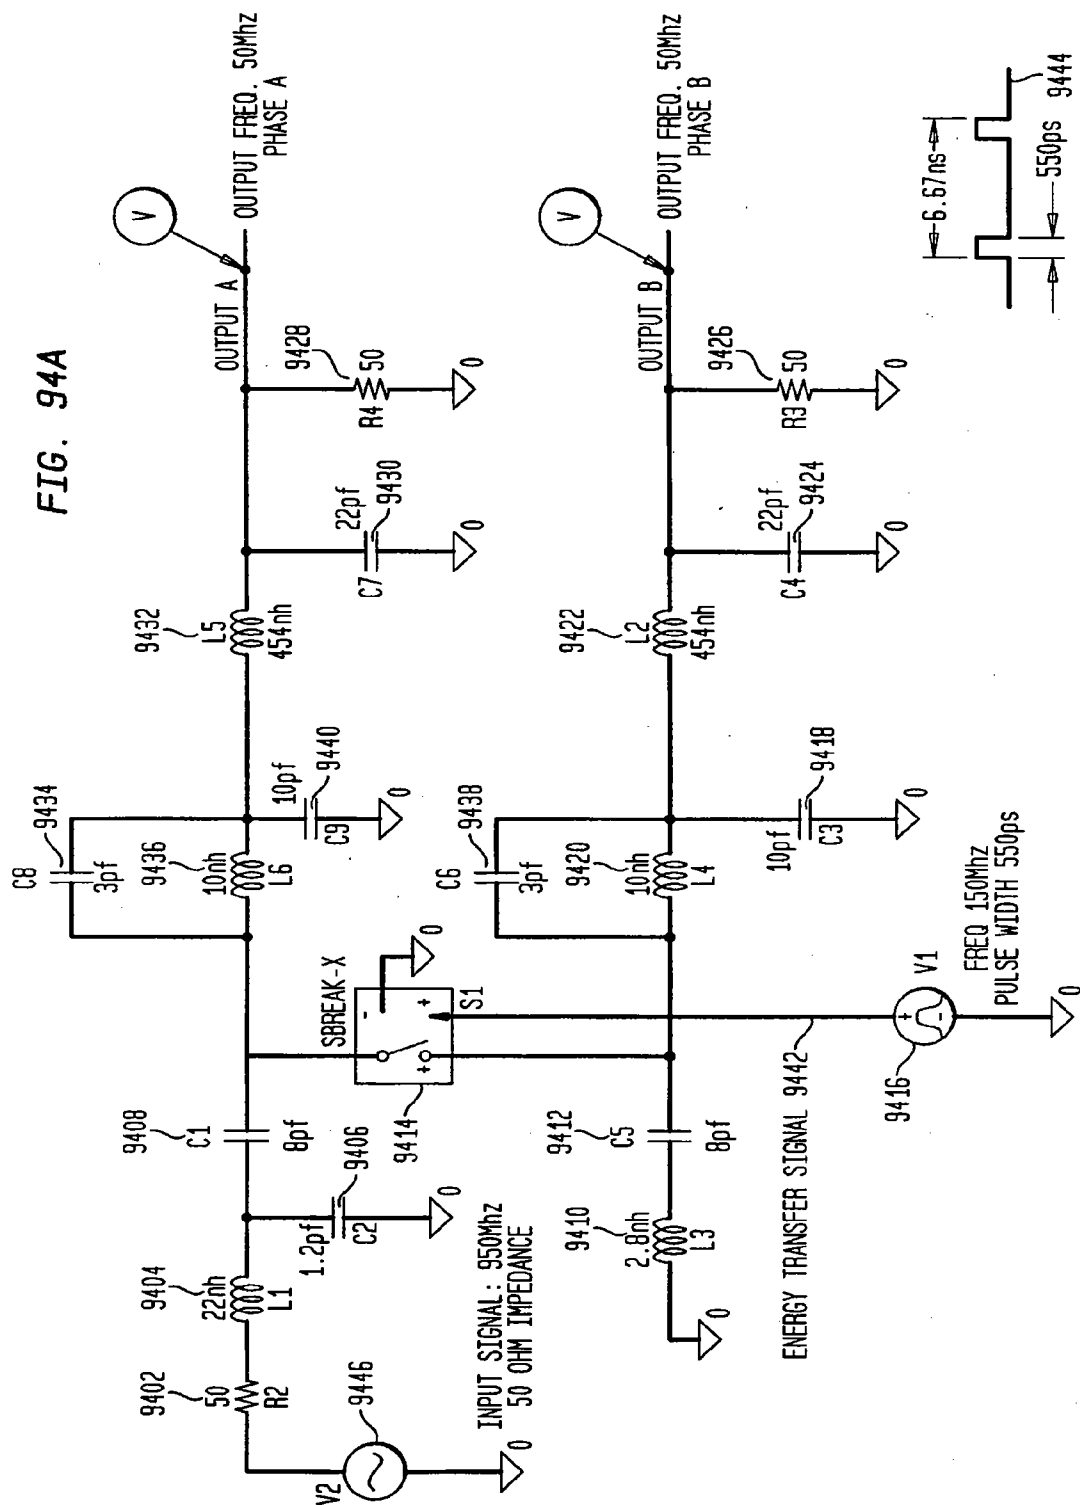 FIG. 94A
OUTPUT FREQ. 50Mhz
PHASE A
V
OUTPUT A
9428
R4
50
0
22pf
9430
C7
0
9432
L5
454nh
C8
9434
3pf
9436
10nh
L6
10pf
9440
C9
0
SBREAK-X
-
0
+
S1
+
9414
9408
C1
8pf
9406
1.2pf
C2
0
9404
22nh
L1
9402
50
R2
V2
9446
0
INPUT SIGNAL: 950Mhz
50 OHM IMPEDANCE
OUTPUT FREQ. 50Mhz
PHASE B
V
OUTPUT B
9426
R3
50
0
22pf
9424
C4
0
9422
L2
454nh
C6
9438
3pf
9420
10nh
L4
10pf
9418
C3
0
9412
C5
8pf
9410
2.8nh
L3
0
ENERGY TRANSFER SIGNAL 9442
9416
+
-
V1
FREQ 150Mhz
PULSE WIDTH 550ps
0
6.67ns
550ps
9444